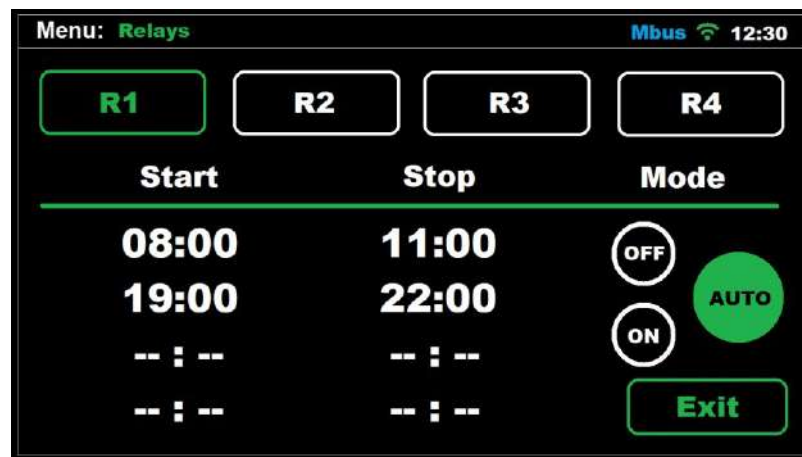 Menu: Relays Mbus 12:30
R1 R2 R3 R4
Start Stop Mode
08:00 11:00 OFF
19:00 22:00 AUTO
-- : -- -- : -- ON
-- : -- -- : -- Exit